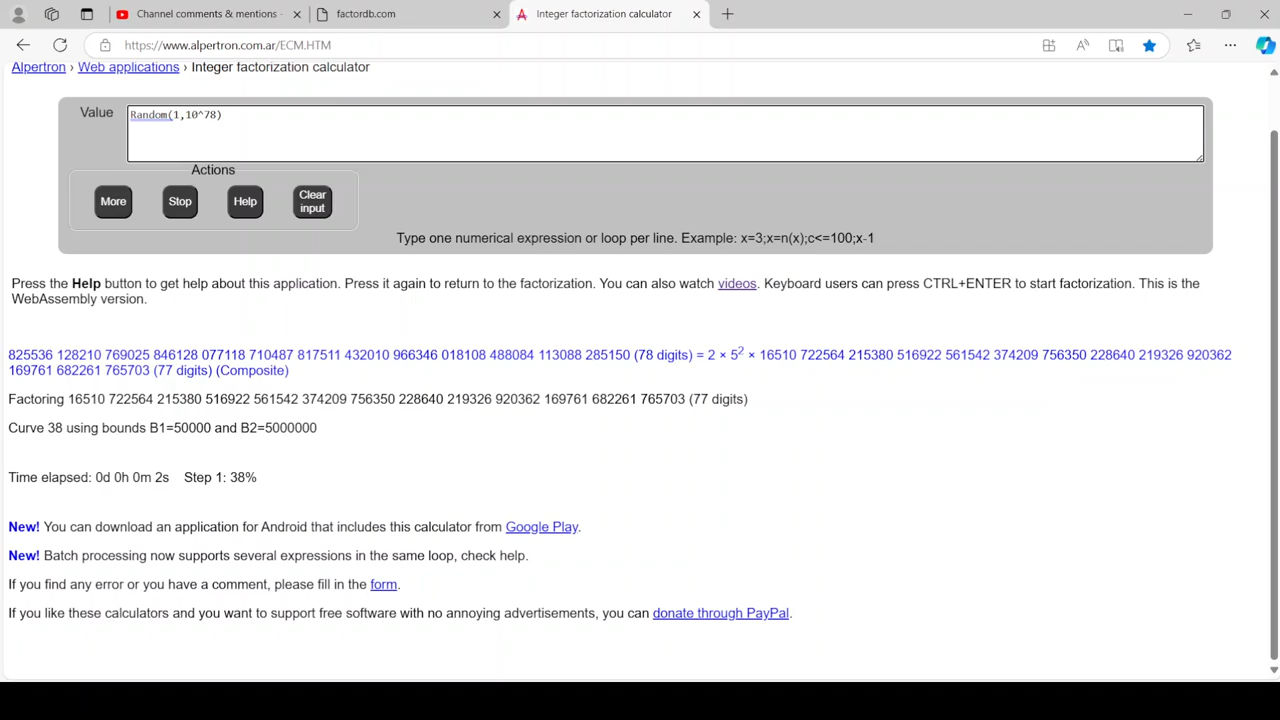 Channel comments & mentions -
factordb.com
Integer factorization calculator
https://www.alpertron.com.ar/ECM.HTM
Alpertron › Web applications › Integer factorization calculator
Value
Random(1,10^78)
Actions
More
Stop
Help
Clear
input
Type one numerical expression or loop per line. Example: x=3;x=n(x);c<=100;x-1
Press the Help button to get help about this application. Press it again to return to the factorization. You can also watch videos. Keyboard users can press CTRL+ENTER to start factorization. This is the
WebAssembly version.
825536 128210 769025 846128 077118 710487 817511 432010 966346 018108 488084 113088 285150 (78 digits) = 2 × 5² × 16510 722564 215380 516922 561542 374209 756350 228640 219326 920362
169761 682261 765703 (77 digits) (Composite)
Factoring 16510 722564 215380 516922 561542 374209 756350 228640 219326 920362 169761 682261 765703 (77 digits)
Curve 38 using bounds B1=50000 and B2=5000000
Time elapsed: 0d 0h 0m 2s Step 1: 38%
New! You can download an application for Android that includes this calculator from Google Play.
New! Batch processing now supports several expressions in the same loop, check help.
If you find any error or you have a comment, please fill in the form.
If you like these calculators and you want to support free software with no annoying advertisements, you can donate through PayPal.